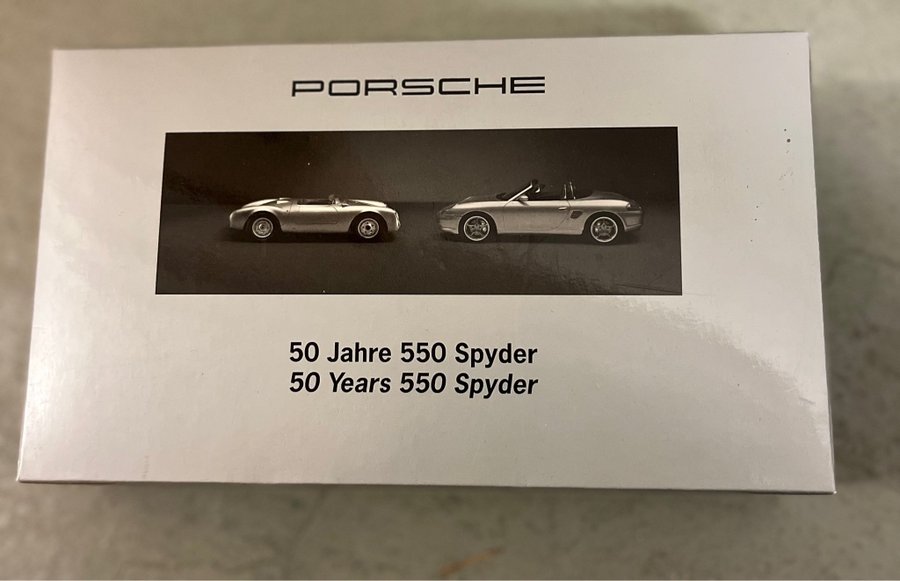 PORSCHE
50 Jahre 550 Spyder
50 Years 550 Spyder